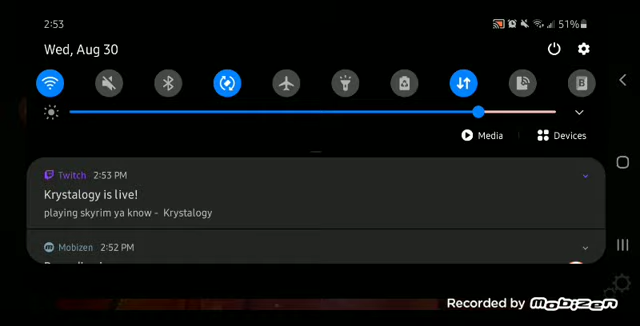 2:53
51%
Wed, Aug 30
Media
Devices
Twitch 2:53 PM
Krystalogy is live!
playing skyrim ya know - Krystalogy
Mobizen 2:52 PM
Recorded by Mobizen